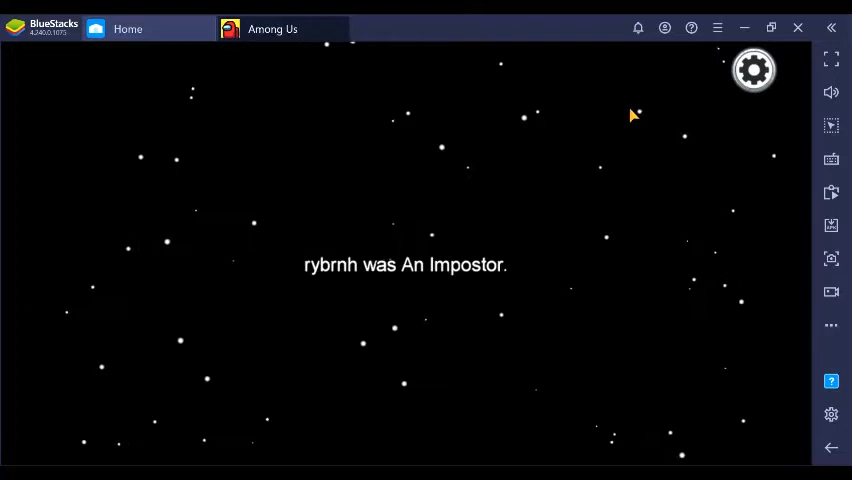 BlueStacks
4.240.0.1075
Home
Among Us
rybrnh was An Impostor.